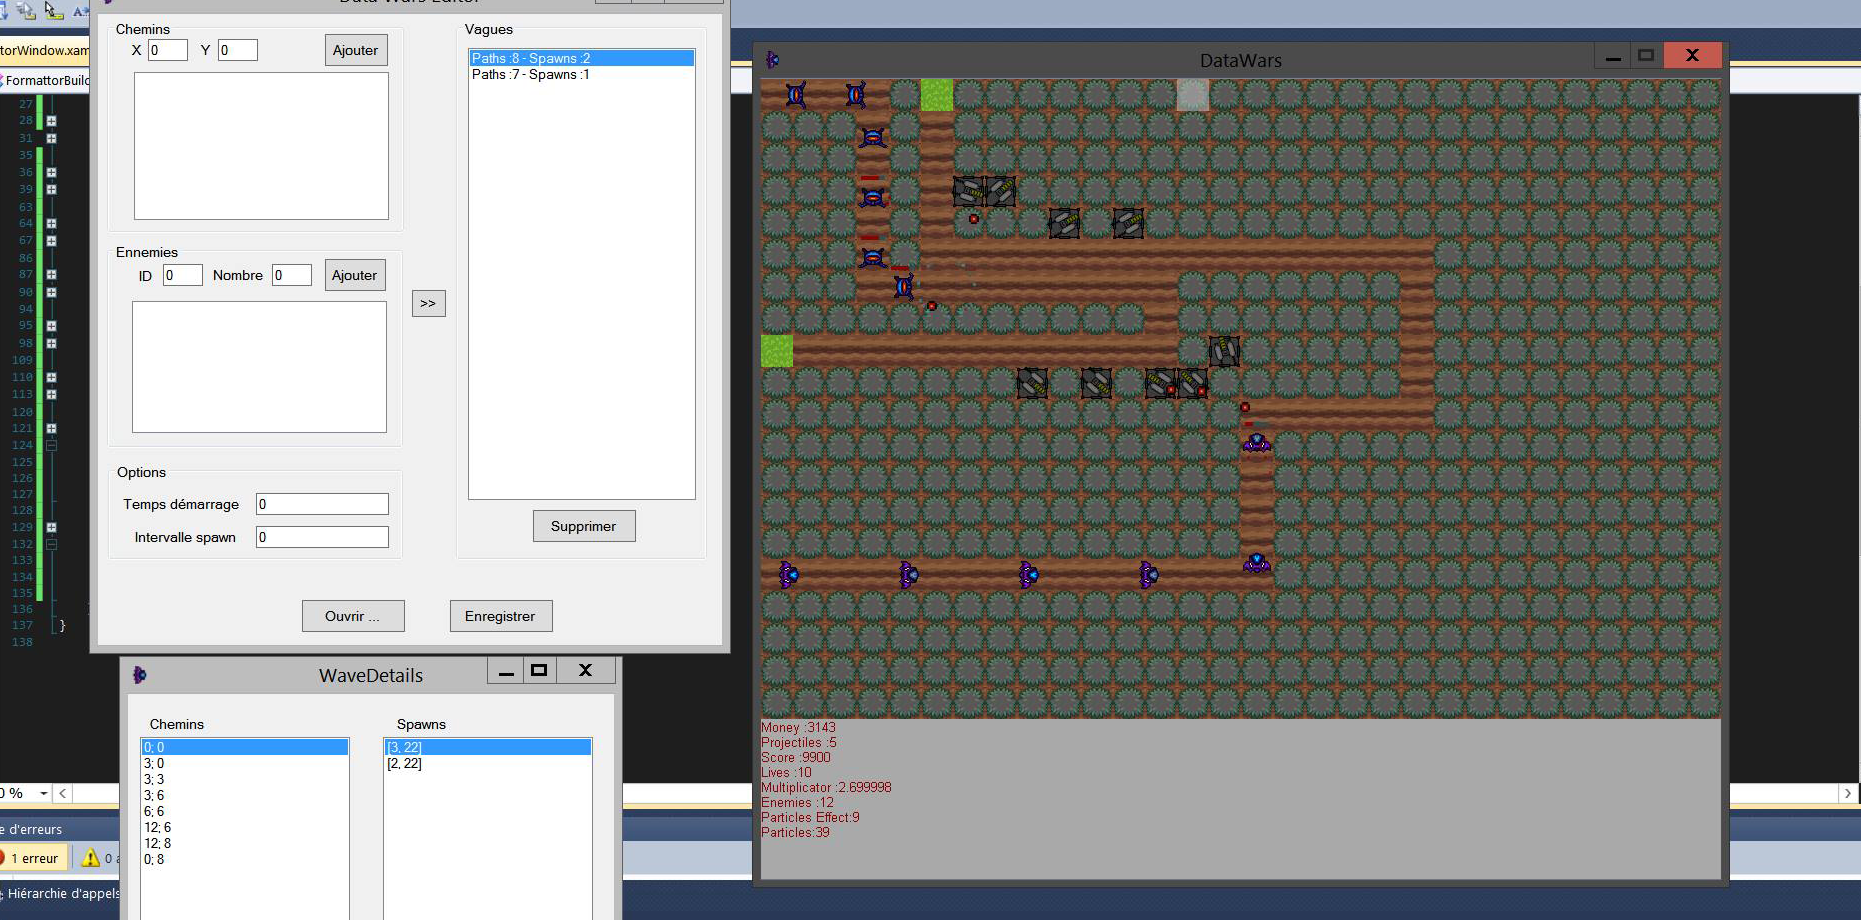 Data Wars Editor
torWindow.xam
FormattorBuilc
27
28
31
35
36
39
63
64
67
86
87
90
94
95
98
109
110
113
120
121
124
125
126
127
128
129
132
133
134
135
136
137 }
138
0 %
e d'erreurs
1 erreur
0 a
Hiérarchie d'appels
Chemins
X 0 Y 0 Ajouter
Ennemies
ID 0 Nombre 0 Ajouter
>>
Options
Temps démarrage 0
Intervalle spawn 0
Vagues
Paths :8 - Spawns :2
Paths :7 - Spawns :1
Supprimer
Ouvrir ... Enregistrer
WaveDetails
Chemins
0; 0
3; 0
3; 3
3; 6
6; 6
12; 6
12; 8
0; 8
Spawns
[3, 22]
[2, 22]
DataWars
Money :3143
Projectiles :5
Score :9900
Lives :10
Multiplicator :2.699998
Enemies :12
Particles Effect:9
Particles:39